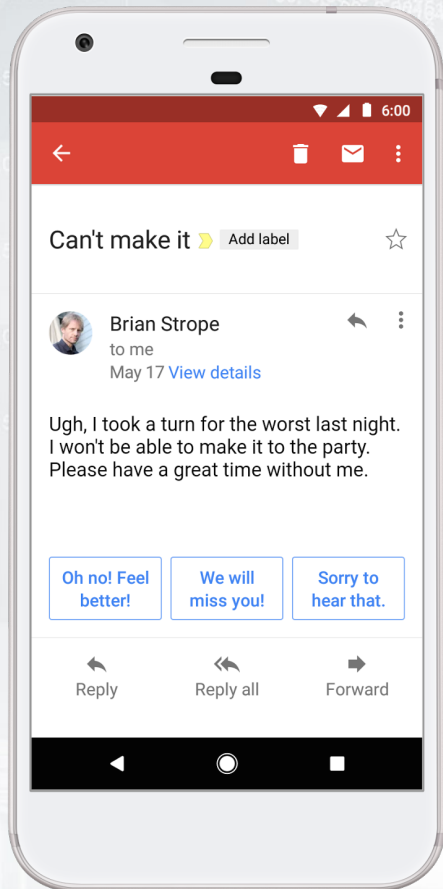 6:00
Can't make it
Add label
Brian Strope
to me
May 17 View details
Ugh, I took a turn for the worst last night.
I won't be able to make it to the party.
Please have a great time without me.
Oh no! Feel
better!
We will
miss you!
Sorry to
hear that.
Reply
Reply all
Forward